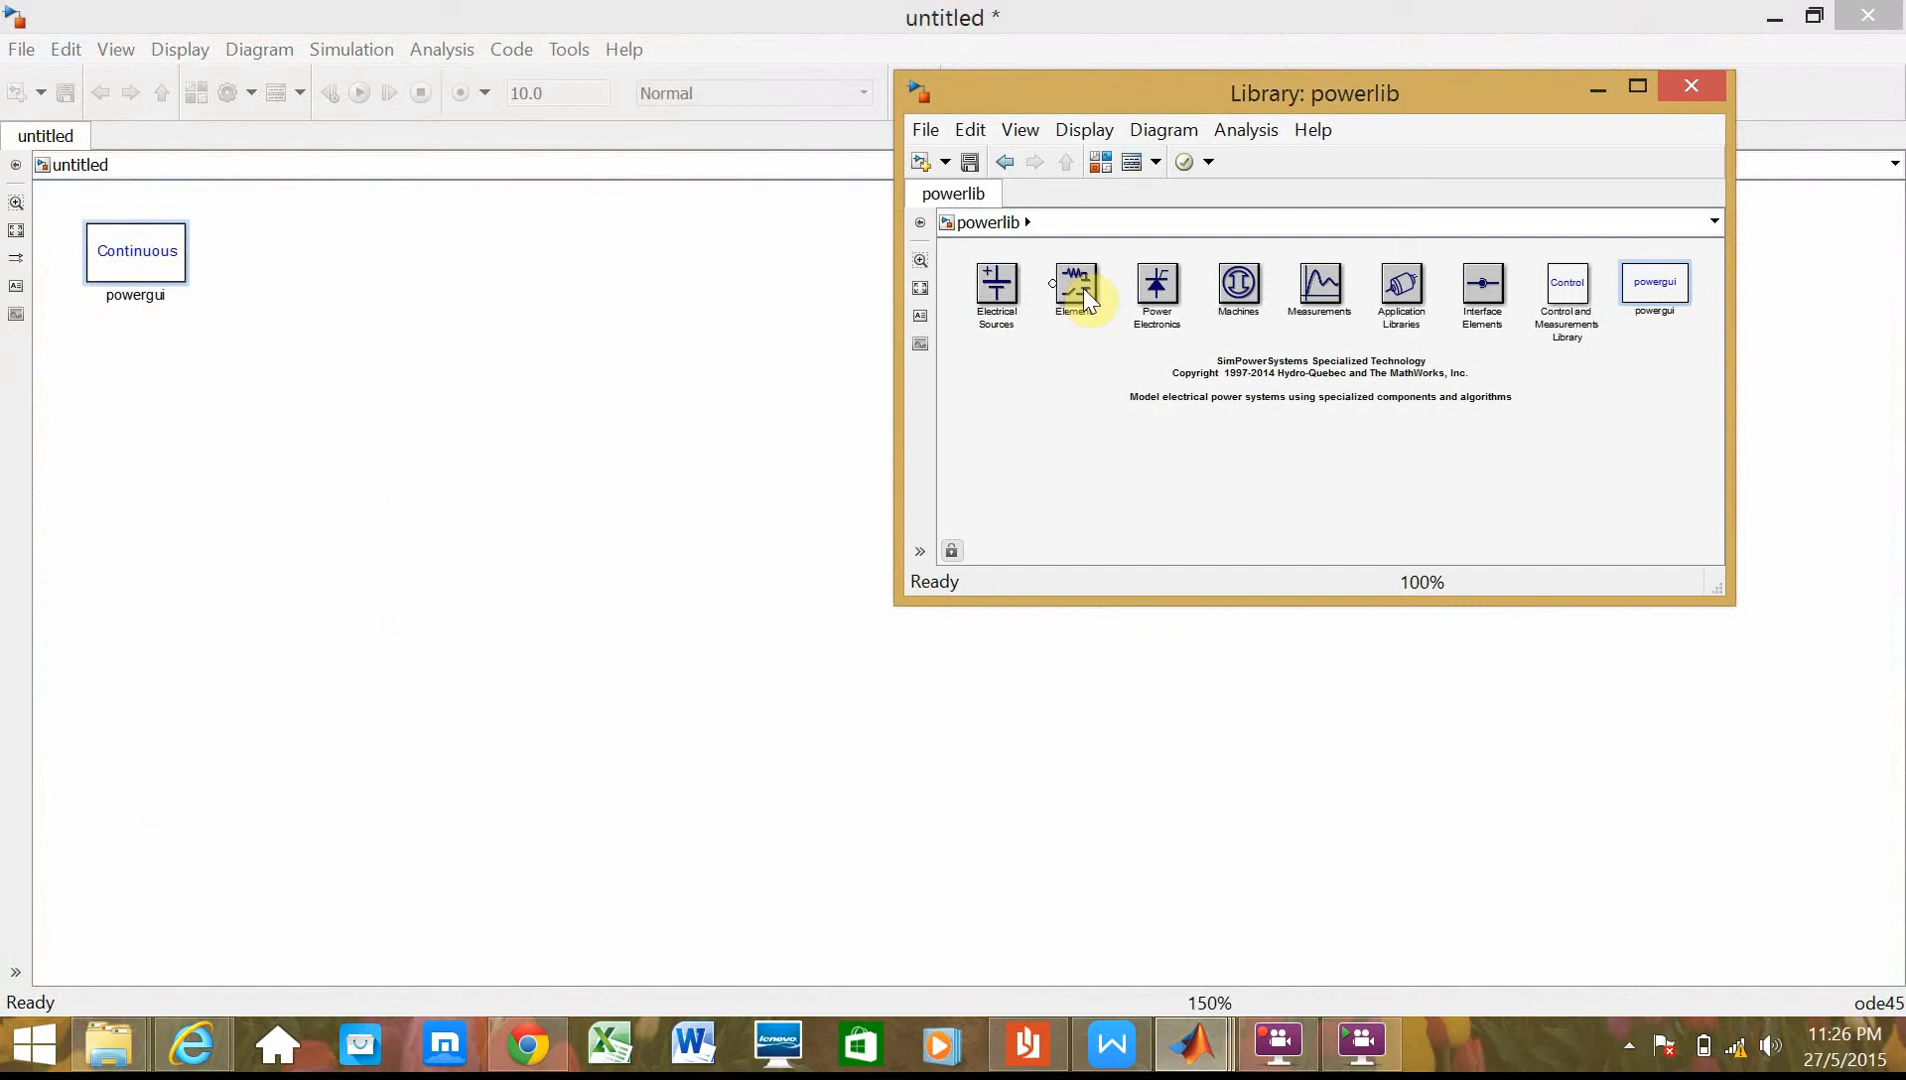 untitled *
File Edit View Display Diagram Simulation Analysis Code Tools Help
10.0 Normal
untitled
untitled
Continuous
powergui
Library: powerlib
File Edit View Display Diagram Analysis Help
powerlib
powerlib
Control
powergui
Electrical Sources
Power Electronics
Machines
Measurements
Application Libraries
Interface Elements
Control and Measurements Library
powergui
SimPowerSystems Specialized Technology
Copyright 1997-2014 Hydro-Quebec and The MathWorks, Inc.
Model electrical power systems using specialized components and algorithms
Ready 100%
Ready 150% ode45
lenovo
11:26 PM
27/5/2015